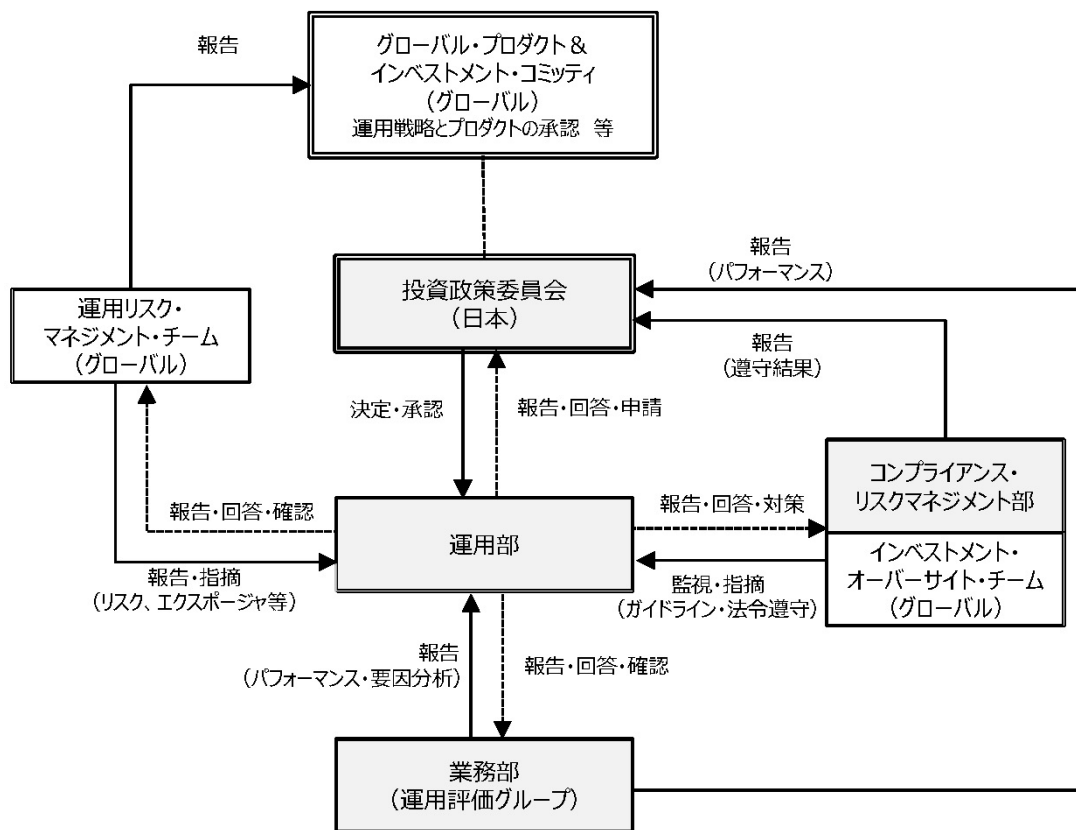 報告
グローバル・プロダクト＆
インベストメント・コミッティ
（グローバル）
運用戦略とプロダクトの承認　等
報告
（パフォーマンス）
投資政策委員会
（日本）
運用リスク・
マネジメント・チーム
（グローバル）
報告
（遵守結果）
決定・承認
報告・回答・申請
コンプライアンス・
リスクマネジメント部
報告・回答・確認
報告・回答・対策
運用部
インベストメント・
オーバーサイト・チーム
（グローバル）
報告・指摘
（リスク、エクスポージャ等）
監視・指摘
（ガイドライン・法令遵守）
報告
（パフォーマンス・要因分析）
報告・回答・確認
業務部
（運用評価グループ）